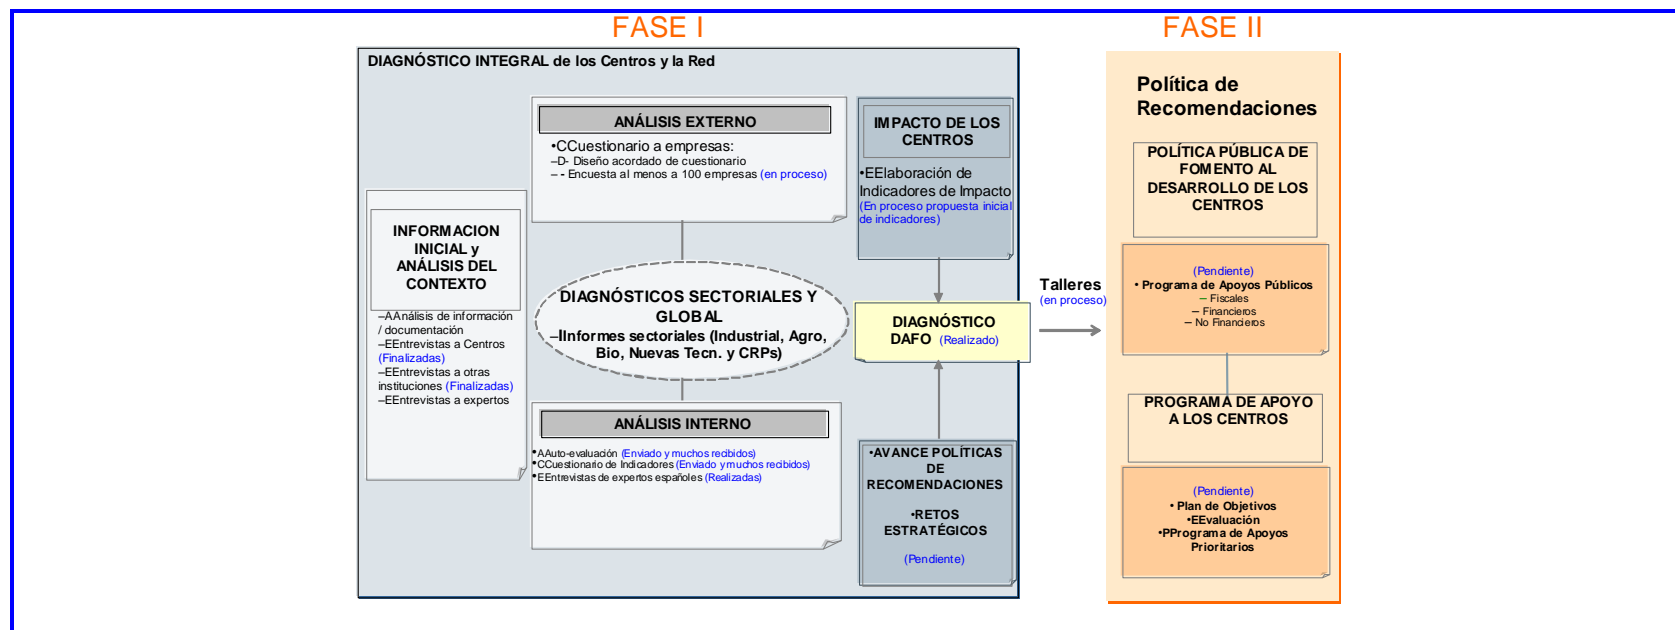 FASE I
FASE II
DIAGNÓSTICO INTEGRAL de los Centros y la Red
INFORMACION
INICIAL y
ANÁLISIS DEL
CONTEXTO
–AAnálisis de información
/ documentación
–EEntrevistas a Centros
(Finalizadas)
–EEntrevistas a otras
instituciones (Finalizadas)
–EEntrevistas a expertos
ANÁLISIS EXTERNO
•CCuestionario a empresas:
–D- Diseño acordado de cuestionario
– - Encuesta al menos a 100 empresas (en proceso)
DIAGNÓSTICOS SECTORIALES Y
GLOBAL
–IInformes sectoriales (Industrial, Agro,
Bio, Nuevas Tecn. y CRPs)
ANÁLISIS INTERNO
•AAuto-evaluación (Enviado y muchos recibidos)
•CCuestionario de Indicadores (Enviado y muchos recibidos)
•EEntrevistas de expertos españoles (Realizadas)
IMPACTO DE LOS
CENTROS
•EElaboración de
Indicadores de Impacto
(En proceso propuesta inicial
de indicadores)
DIAGNÓSTICO
DAFO (Realizado)
•AVANCE POLÍTICAS
DE
RECOMENDACIONES
•RETOS
ESTRATÉGICOS
(Pendiente)
Talleres
(en proceso)
Política de
Recomendaciones
POLÍTICA PÚBLICA DE
FOMENTO AL
DESARROLLO DE LOS
CENTROS
(Pendiente)
• Programa de Apoyos Públicos
– Fiscales
– Financieros
– No Financieros
PROGRAMA DE APOYO
A LOS CENTROS
(Pendiente)
• Plan de Objetivos
•EEvaluación
•PPrograma de Apoyos
Prioritarios